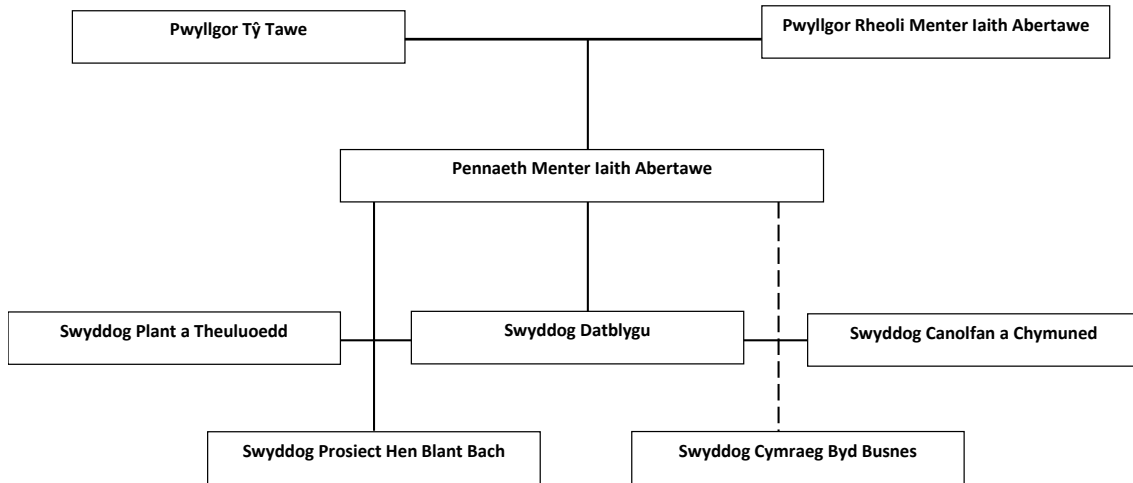 Pwyllgor Tŷ Tawe
Pwyllgor Rheoli Menter Iaith Abertawe
Pennaeth Menter Iaith Abertawe
Swyddog Plant a Theuluoedd
Swyddog Datblygu
Swyddog Canolfan a Chymuned
Swyddog Prosiect Hen Blant Bach
Swyddog Cymraeg Byd Busnes